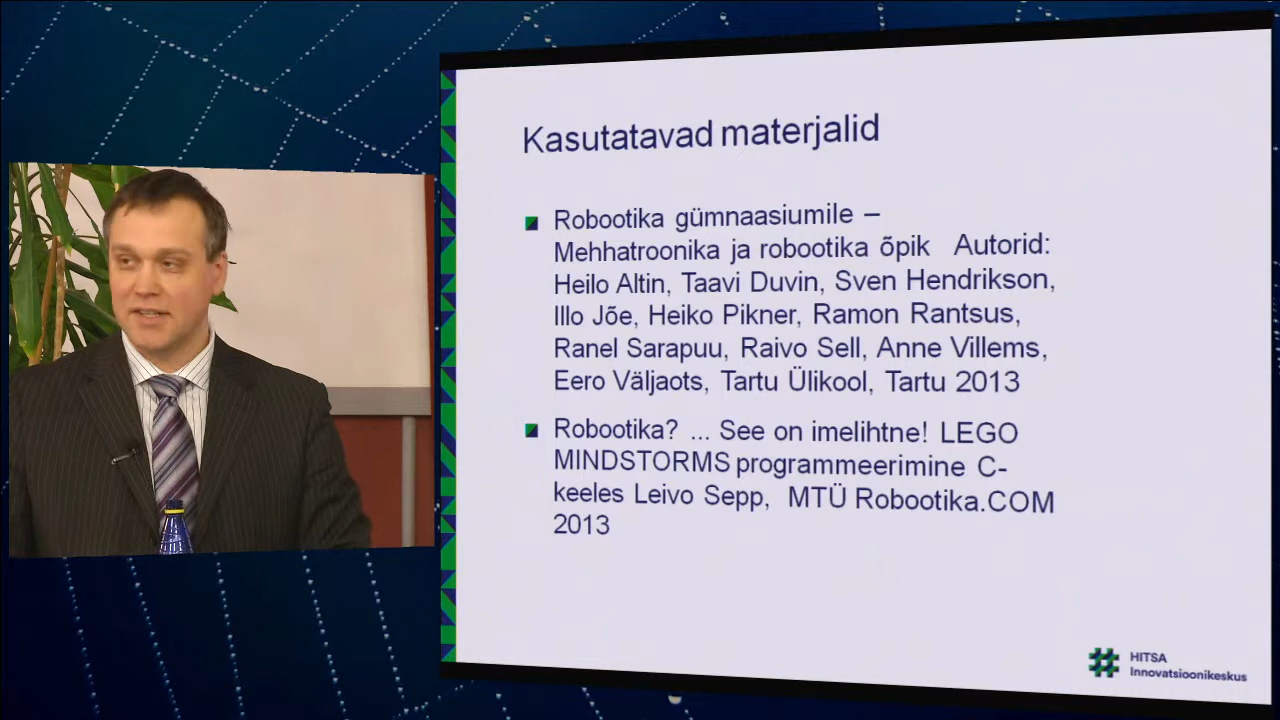 Kasutatavad materjalid
Robootika gümnaasiumile –
Mehhatroonika ja robootika õpik Autorid:
Heilo Altin, Taavi Duvin, Sven Hendrikson,
Illo Jõe, Heiko Pikner, Ramon Rantsus,
Ranel Sarapuu, Raivo Sell, Anne Villems,
Eero Väljaots, Tartu Ülikool, Tartu 2013
Robootika? ... See on imelihtne! LEGO
MINDSTORMS programmeerimine C-
keeles Leivo Sepp, MTÜ Robootika.COM
2013
HITSA
Innovatsioonikeskus